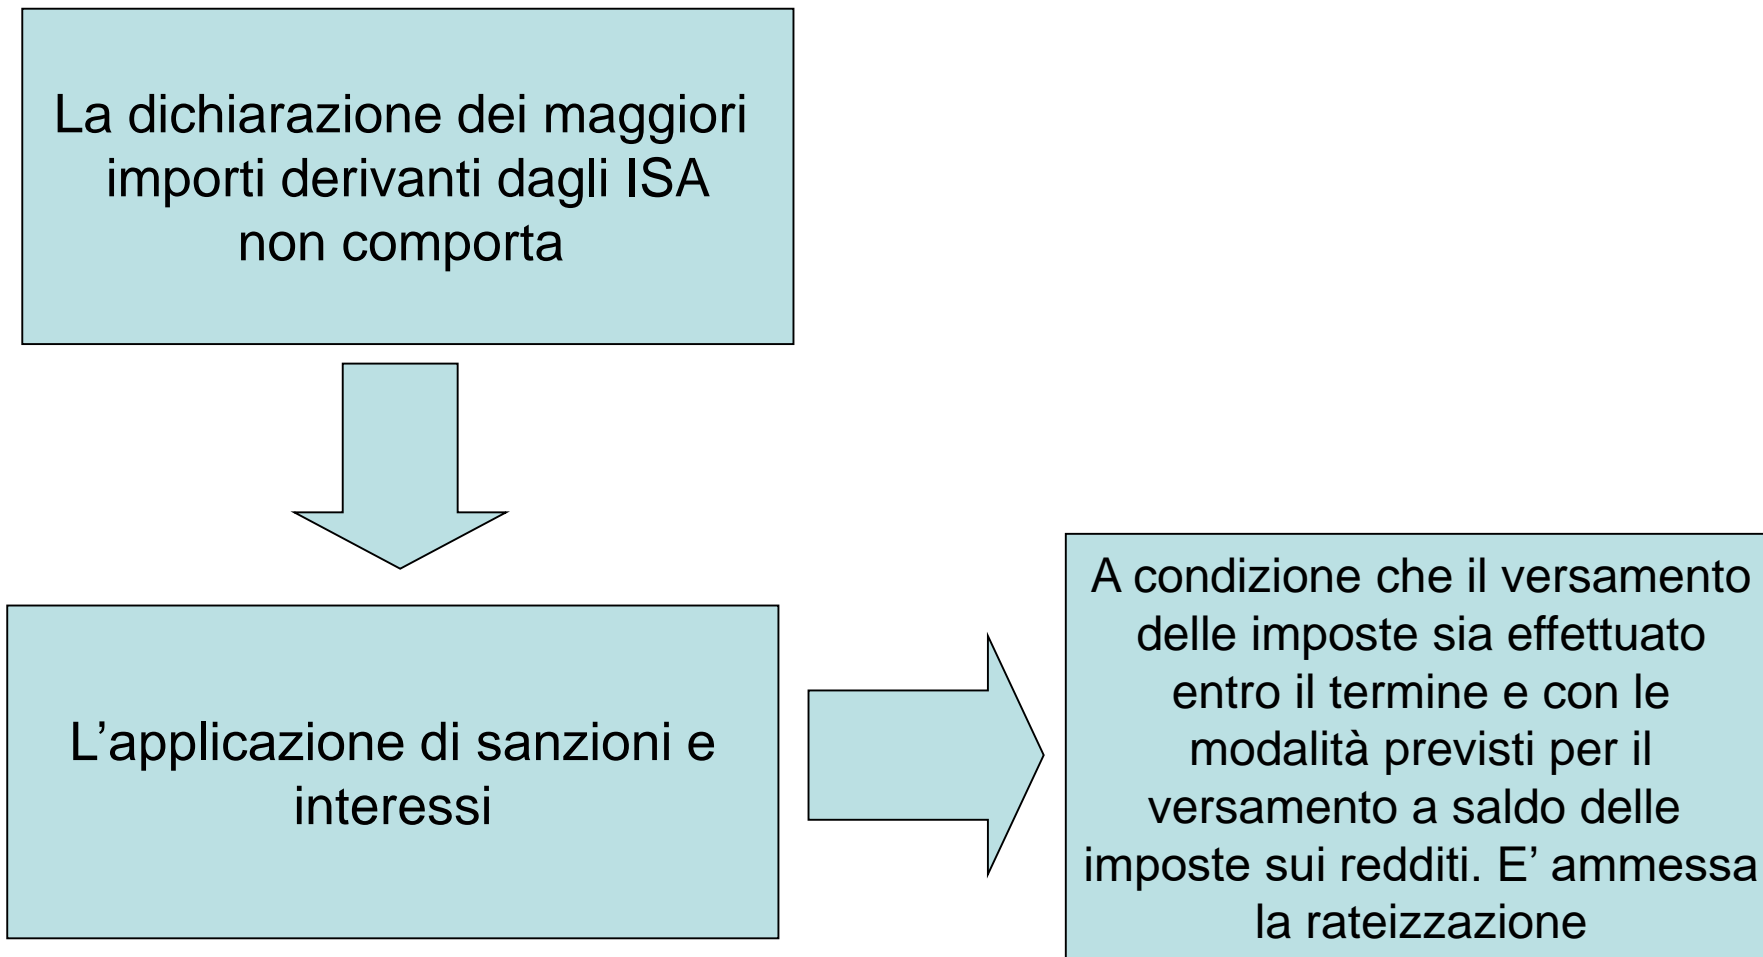 La dichiarazione dei maggiori
importi derivanti dagli ISA
non comporta
L’applicazione di sanzioni e
interessi
A condizione che il versamento
delle imposte sia effettuato
entro il termine e con le
modalità previsti per il
versamento a saldo delle
imposte sui redditi. E’ ammessa
la rateizzazione